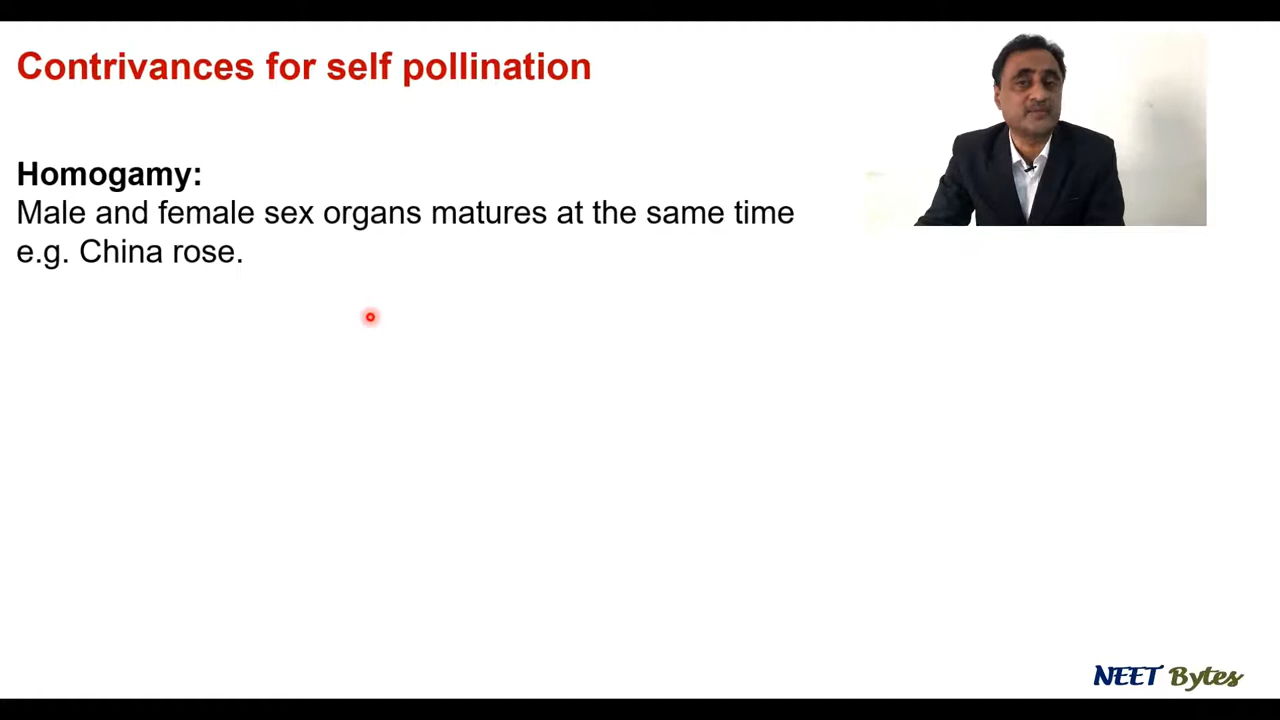 Contrivances for self pollination
Homogamy:
Male and female sex organs matures at the same time
e.g. China rose.
NEET Bytes